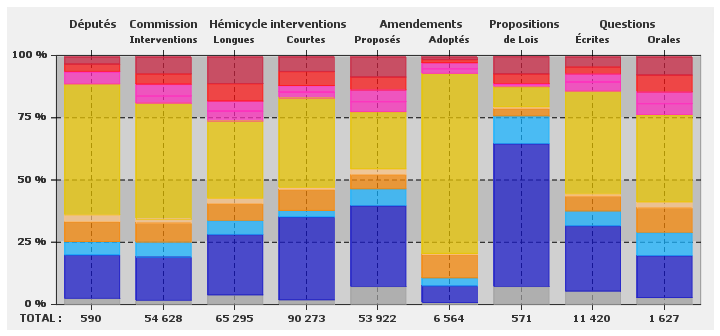 Députés Commission Hémicycle interventions Amendements Propositions Questions
Interventions Longues Courtes Proposés Adoptés de Lois Écrites Orales
100 %
75 %
50 %
25 %
0 %
TOTAL : 590 54 628 65 295 90 273 53 922 6 564 571 11 420 1 627